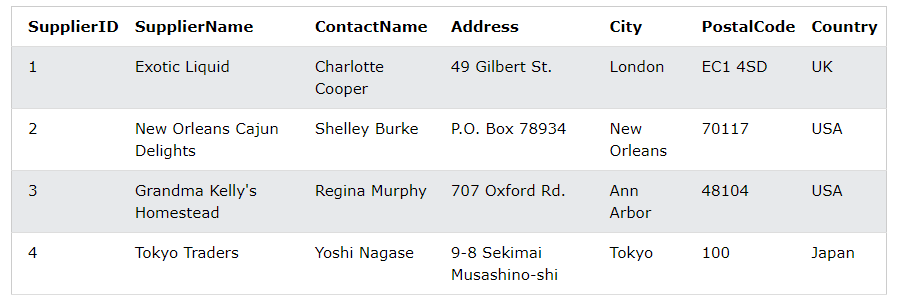 SupplierID SupplierName ContactName Address City PostalCode Country
1 Exotic Liquid Charlotte 49 Gilbert St. London EC1 4SD UK
Cooper
2 New Orleans Cajun Shelley Burke P.O. Box 78934 New 70117 USA
Delights Orleans
3 Grandma Kelly's Regina Murphy 707 Oxford Rd. Ann 48104 USA
Homestead Arbor
4 Tokyo Traders Yoshi Nagase 9-8 Sekimai Tokyo 100 Japan
Musashino-shi